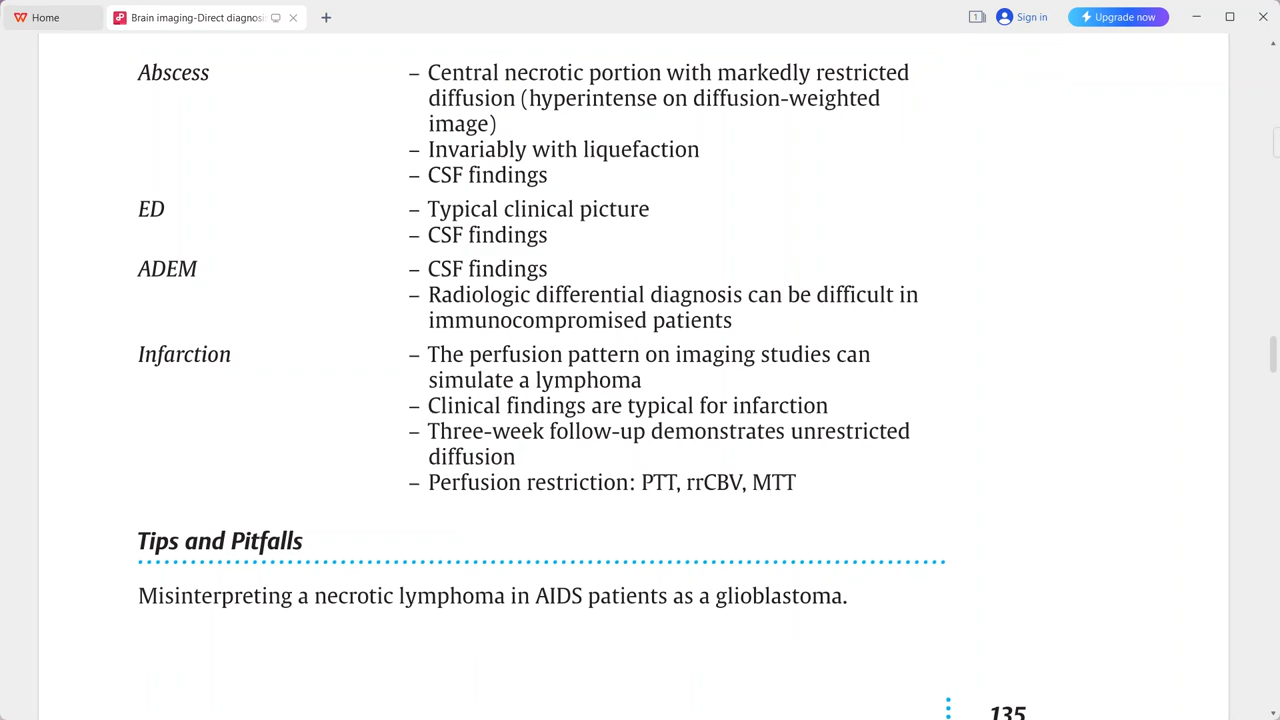 Home
Brain imaging-Direct diagnosi
Sign in
Upgrade now
Abscess
– Central necrotic portion with markedly restricted
diffusion (hyperintense on diffusion-weighted
image)
– Invariably with liquefaction
– CSF findings
ED
– Typical clinical picture
– CSF findings
ADEM
– CSF findings
– Radiologic differential diagnosis can be difficult in
immunocompromised patients
Infarction
– The perfusion pattern on imaging studies can
simulate a lymphoma
– Clinical findings are typical for infarction
– Three-week follow-up demonstrates unrestricted
diffusion
– Perfusion restriction: PTT, rrCBV, MTT
Tips and Pitfalls
Misinterpreting a necrotic lymphoma in AIDS patients as a glioblastoma.
135